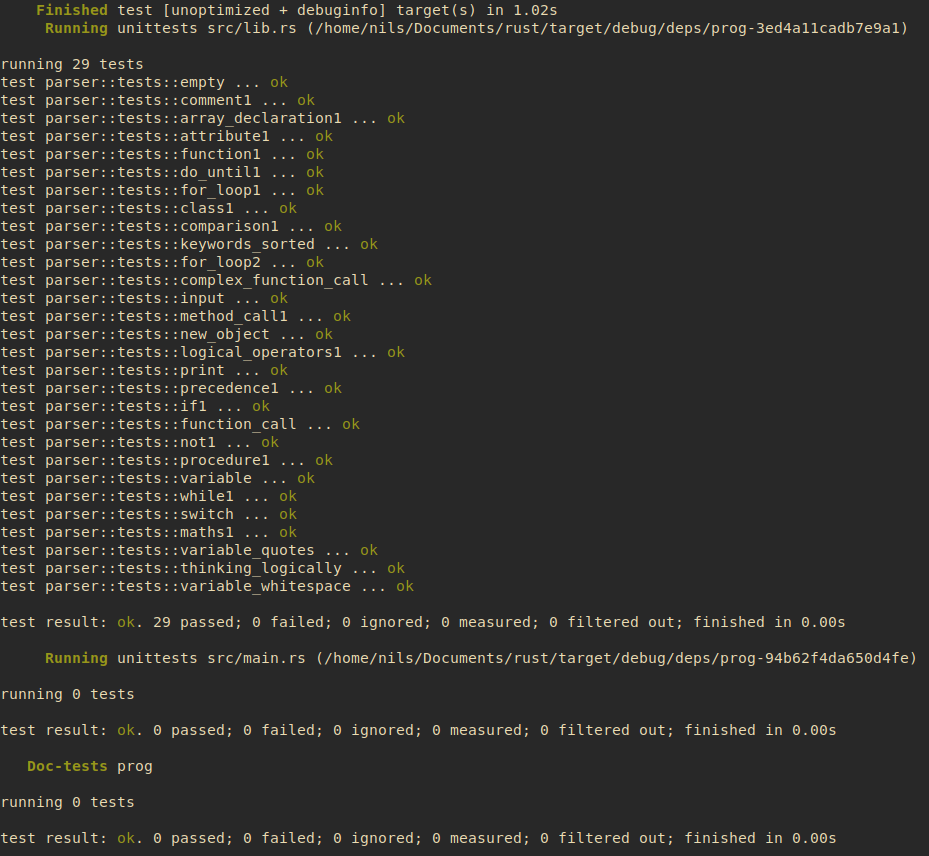 Finished test [unoptimized + debuginfo] target(s) in 1.02s
Running unittests src/lib.rs (/home/nils/Documents/rust/target/debug/deps/prog-3ed4a11cadb7e9a1)
running 29 tests
test parser::tests::empty ... ok
test parser::tests::comment1 ... ok
test parser::tests::array_declaration1 ... ok
test parser::tests::attribute1 ... ok
test parser::tests::function1 ... ok
test parser::tests::do_until1 ... ok
test parser::tests::for_loop1 ... ok
test parser::tests::class1 ... ok
test parser::tests::comparison1 ... ok
test parser::tests::keywords_sorted ... ok
test parser::tests::for_loop2 ... ok
test parser::tests::complex_function_call ... ok
test parser::tests::input ... ok
test parser::tests::method_call1 ... ok
test parser::tests::new_object ... ok
test parser::tests::logical_operators1 ... ok
test parser::tests::print ... ok
test parser::tests::precedence1 ... ok
test parser::tests::if1 ... ok
test parser::tests::function_call ... ok
test parser::tests::not1 ... ok
test parser::tests::procedure1 ... ok
test parser::tests::variable ... ok
test parser::tests::while1 ... ok
test parser::tests::switch ... ok
test parser::tests::maths1 ... ok
test parser::tests::variable_quotes ... ok
test parser::tests::thinking_logically ... ok
test parser::tests::variable_whitespace ... ok
test result: ok. 29 passed; 0 failed; 0 ignored; 0 measured; 0 filtered out; finished in 0.00s
Running unittests src/main.rs (/home/nils/Documents/rust/target/debug/deps/prog-94b62f4da650d4fe)
running 0 tests
test result: ok. 0 passed; 0 failed; 0 ignored; 0 measured; 0 filtered out; finished in 0.00s
Doc-tests prog
running 0 tests
test result: ok. 0 passed; 0 failed; 0 ignored; 0 measured; 0 filtered out; finished in 0.00s